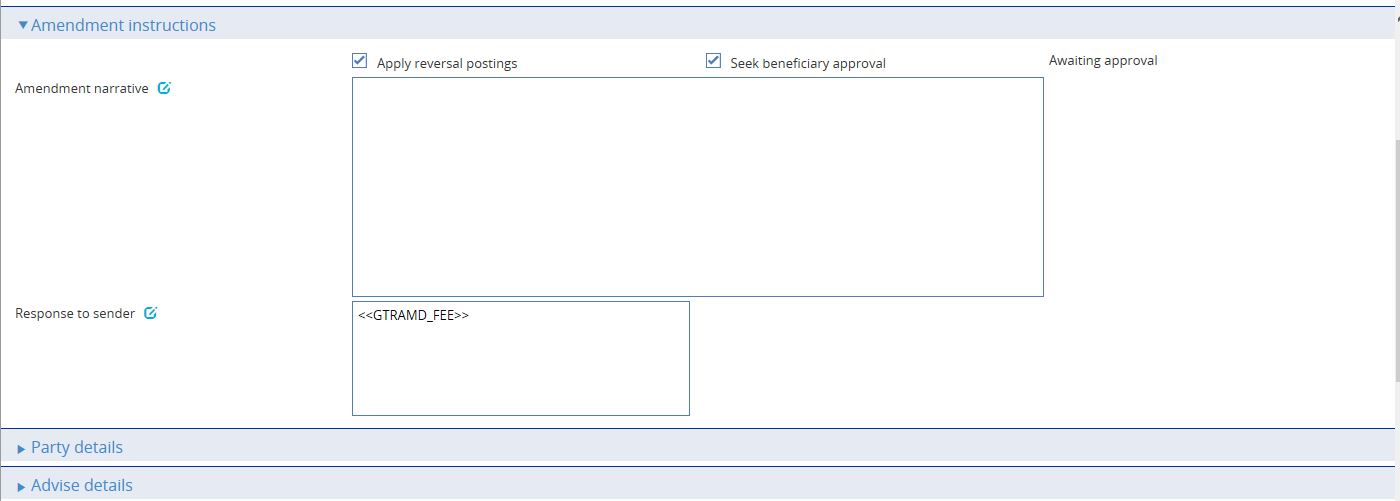 Amendment instructions
Apply reversal postings
Seek beneficiary approval
Awaiting approval
Amendment narrative
Response to sender
<<GTRAMD_FEE>>
Party details
Advise details